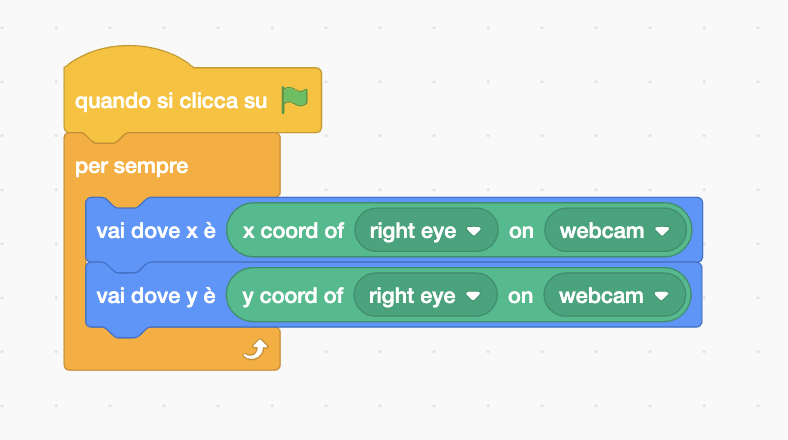 quando si clicca su
per sempre
vai dove x è x coord of right eye on webcam
vai dove y è y coord of right eye on webcam